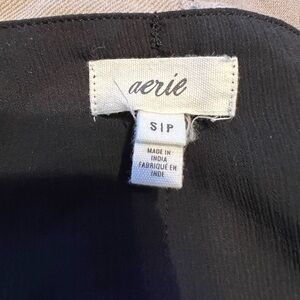 aerie
S|P
MADE IN
INDIA
FABRIQUÉ EN
INDE